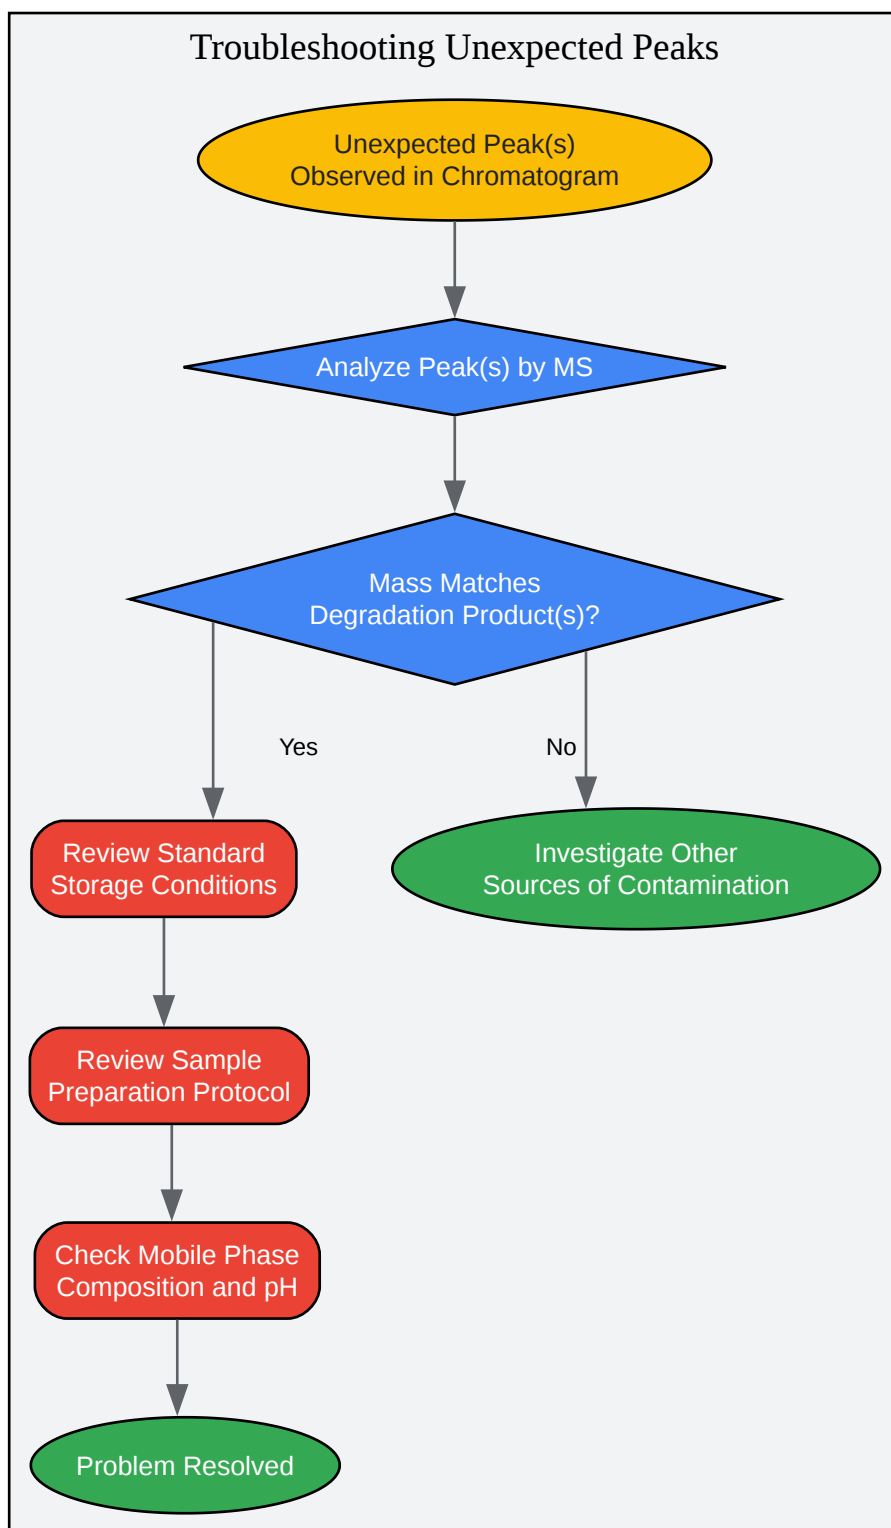 Troubleshooting Unexpected Peaks
Unexpected Peak(s)
Observed in Chromatogram
Analyze Peak(s) by MS
Mass Matches
Degradation Product(s)?
Yes
No
Review Standard
Storage Conditions
Investigate Other
Sources of Contamination
Review Sample
Preparation Protocol
Check Mobile Phase
Composition and pH
Problem Resolved